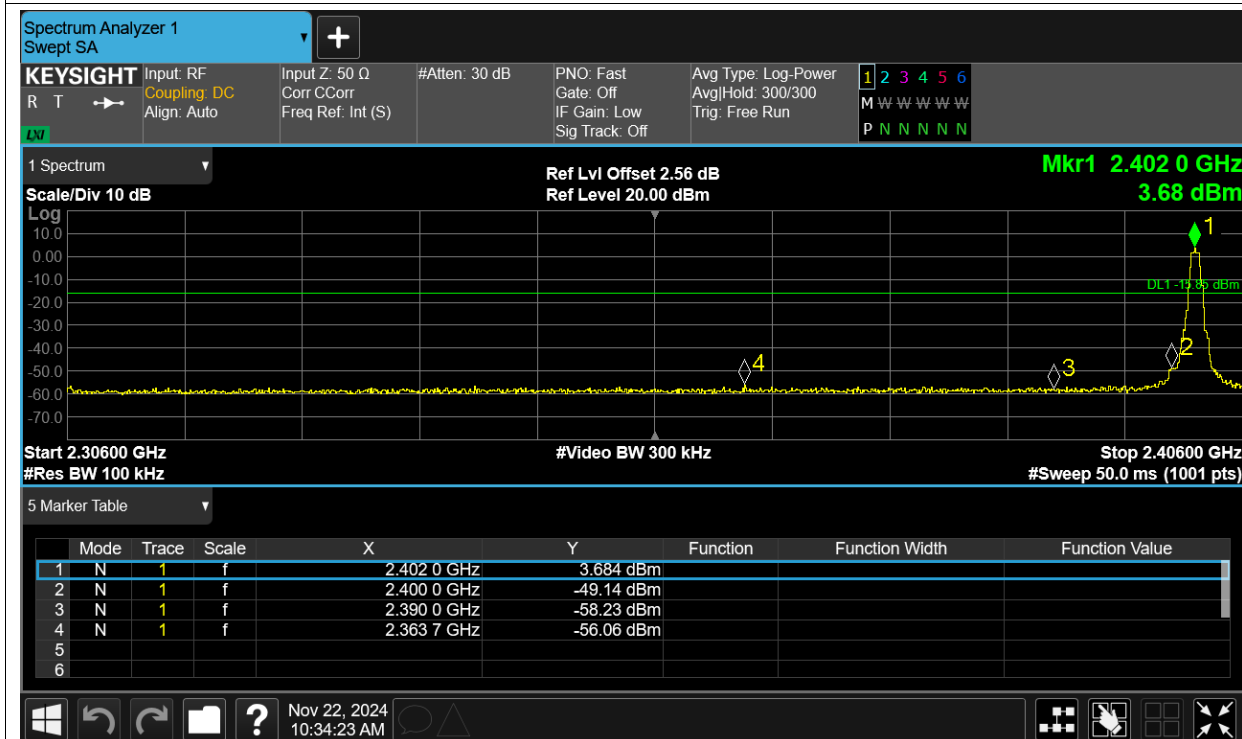 Spectrum Analyzer 1
Swept SA
KEYSIGHT Input: RF Input Z: 50 Ω #Atten: 30 dB PNO: Fast Avg Type: Log-Power 1 2 3 4 5 6
R T Coupling: DC Corr CCorr Gate: Off Avg|Hold: 300/300 M W W W W W W
Align: Auto Freq Ref: Int (S) IF Gain: Low Trig: Free Run
LXI Sig Track: Off P N N N N N
1 Spectrum Ref Lvl Offset 2.56 dB Mkr1 2.402 0 GHz
Scale/Div 10 dB Ref Level 20.00 dBm 3.68 dBm
Log
10.0 1
0.00
-10.0
DL1 -15.85 dBm
-20.0
-30.0
-40.0 2
-50.0 4 3
-60.0
-70.0
Start 2.30600 GHz #Video BW 300 kHz Stop 2.40600 GHz
#Res BW 100 kHz #Sweep 50.0 ms (1001 pts)
5 Marker Table
Mode Trace Scale X Y Function Function Width Function Value
1 N 1 f 2.402 0 GHz 3.684 dBm
2 N 1 f 2.400 0 GHz -49.14 dBm
3 N 1 f 2.390 0 GHz -58.23 dBm
4 N 1 f 2.363 7 GHz -56.06 dBm
5
6
? Nov 22, 2024
10:34:23 AM